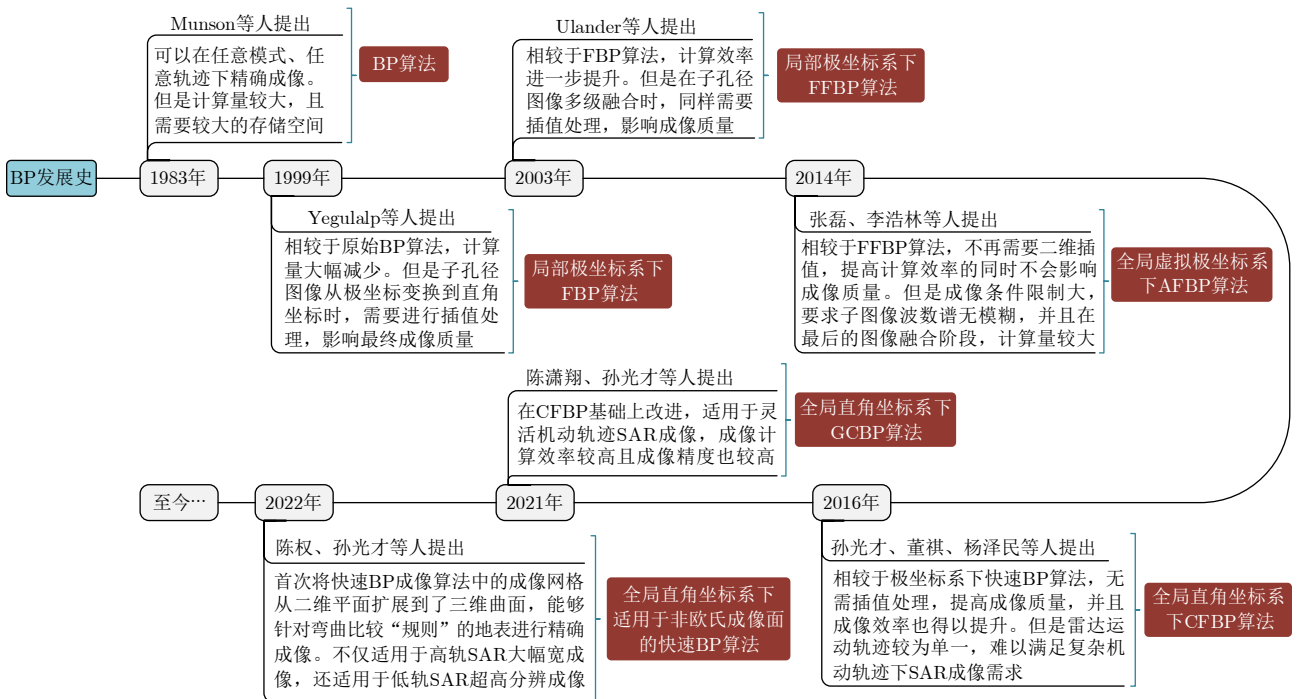 BP发展史
1983年
Munson等人提出
可以在任意模式、任
意轨迹下精确成像。
但是计算量较大，且
需要较大的存储空间
BP算法
1999年
Yegulalp等人提出
相较于原始BP算法，计算
量大幅减少。但是子孔径
图像从极坐标变换到直角
坐标时，需要进行插值处
理，影响最终成像质量
局部极坐标系下
FBP算法
2003年
Ulander等人提出
相较于FBP算法，计算效率
进一步提升。但是在子孔径
图像多级融合时，同样需要
插值处理，影响成像质量
局部极坐标系下
FFBP算法
2014年
张磊、李浩林等人提出
相较于FFBP算法，不再需要二维插
值，提高计算效率的同时不会影响
成像质量。但是成像条件限制大，
要求子图像波数谱无模糊，并且在
最后的图像融合阶段，计算量较大
全局虚拟极坐标系
下AFBP算法
2016年
孙光才、董祺、杨泽民等人提出
相较于极坐标系下快速BP算法，无
需插值处理，提高成像质量，并且
成像效率也得以提升。但是雷达运
动轨迹较为单一，难以满足复杂机
动轨迹下SAR成像需求
全局直角坐标系
下CFBP算法
2021年
陈潇翔、孙光才等人提出
在CFBP基础上改进，适用于灵
活机动轨迹SAR成像，成像计
算效率较高且成像精度也较高
全局直角坐标系下
GCBP算法
2022年
陈权、孙光才等人提出
首次将快速BP成像算法中的成像网格
从二维平面扩展到了三维曲面，能够
针对弯曲比较“规则”的地表进行精确
成像。不仅适用于高轨SAR大幅宽成
像，还适用于低轨SAR超高分辨成像
全局直角坐标系下
适用于非欧氏成像面
的快速BP算法
至今…